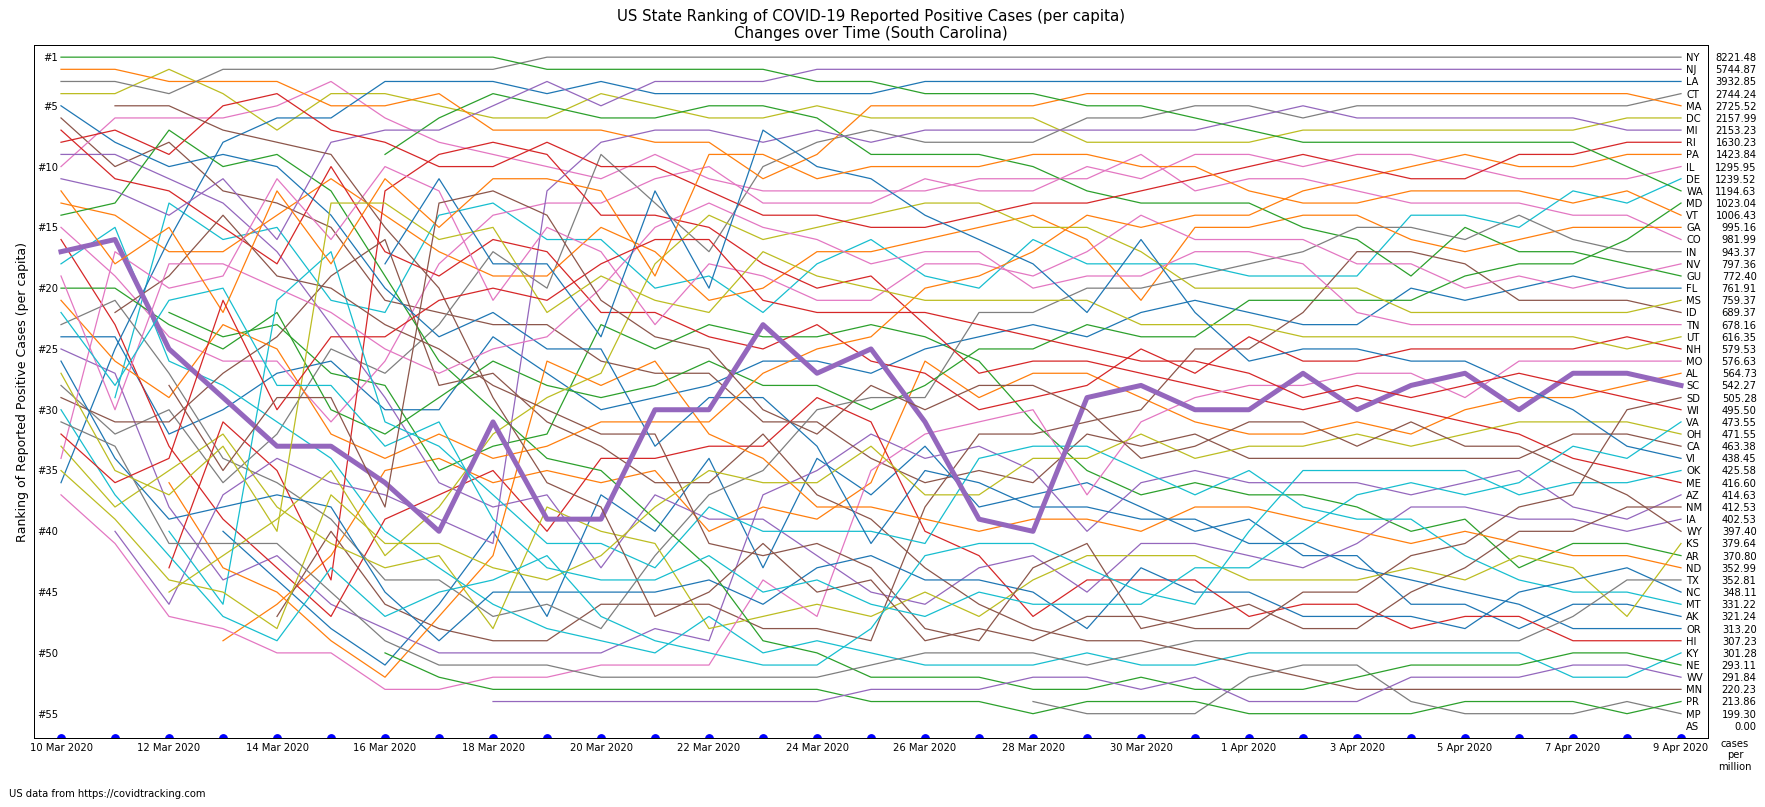 US State Ranking of COVID-19 Reported Positive Cases (per capita)
Changes over Time (South Carolina)
Ranking of Reported Positive Cases (per capita)
#1
#5
#10
#15
#20
#25
#30
#35
#40
#45
#50
#55
NY 8221.48
NJ 5744.87
LA 3932.85
CT 2744.24
MA 2725.52
DC 2157.99
MI 2153.23
RI 1630.23
PA 1423.84
IL 1295.95
DE 1239.52
WA 1194.63
MD 1023.04
VT 1006.43
GA 995.16
CO 981.99
IN 943.37
NV 797.36
GU 772.40
FL 761.91
MS 759.37
ID 689.37
TN 678.16
UT 616.35
NH 579.53
MO 576.63
AL 564.73
SC 542.27
SD 505.28
WI 495.50
VA 473.55
OH 471.55
CA 463.38
VI 438.45
OK 425.58
ME 416.60
AZ 414.63
NM 412.53
IA 402.53
WY 397.40
KS 379.64
AR 370.80
ND 352.99
TX 352.81
NC 348.11
MT 331.22
AK 321.24
OR 313.20
HI 307.23
KY 301.28
NE 293.11
WV 291.84
MN 220.23
PR 213.86
MP 199.30
AS 0.00
10 Mar 2020 12 Mar 2020 14 Mar 2020 16 Mar 2020 18 Mar 2020 20 Mar 2020 22 Mar 2020 24 Mar 2020 26 Mar 2020 28 Mar 2020 30 Mar 2020 1 Apr 2020 3 Apr 2020 5 Apr 2020 7 Apr 2020 9 Apr 2020
cases
per
million
US data from https://covidtracking.com